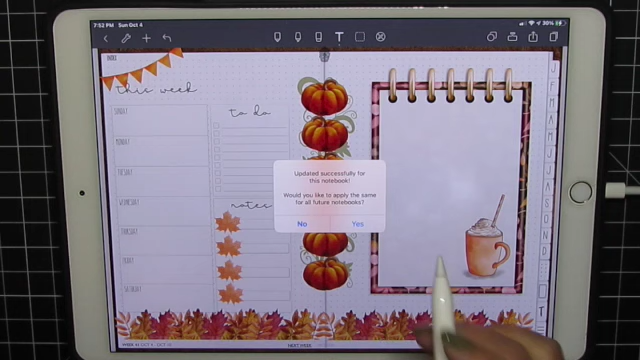 7:52 PM Sun Oct 4
30%
T
this week
SUNDAY
MONDAY
TUESDAY
WEDNESDAY
THURSDAY
FRIDAY
SATURDAY
to do
notes
Updated successfully for
this notebook!
Would you like to apply the same
for all future notebooks?
No
Yes
J
F
M
A
M
J
J
A
S
O
N
D
T
NEXT WEEK